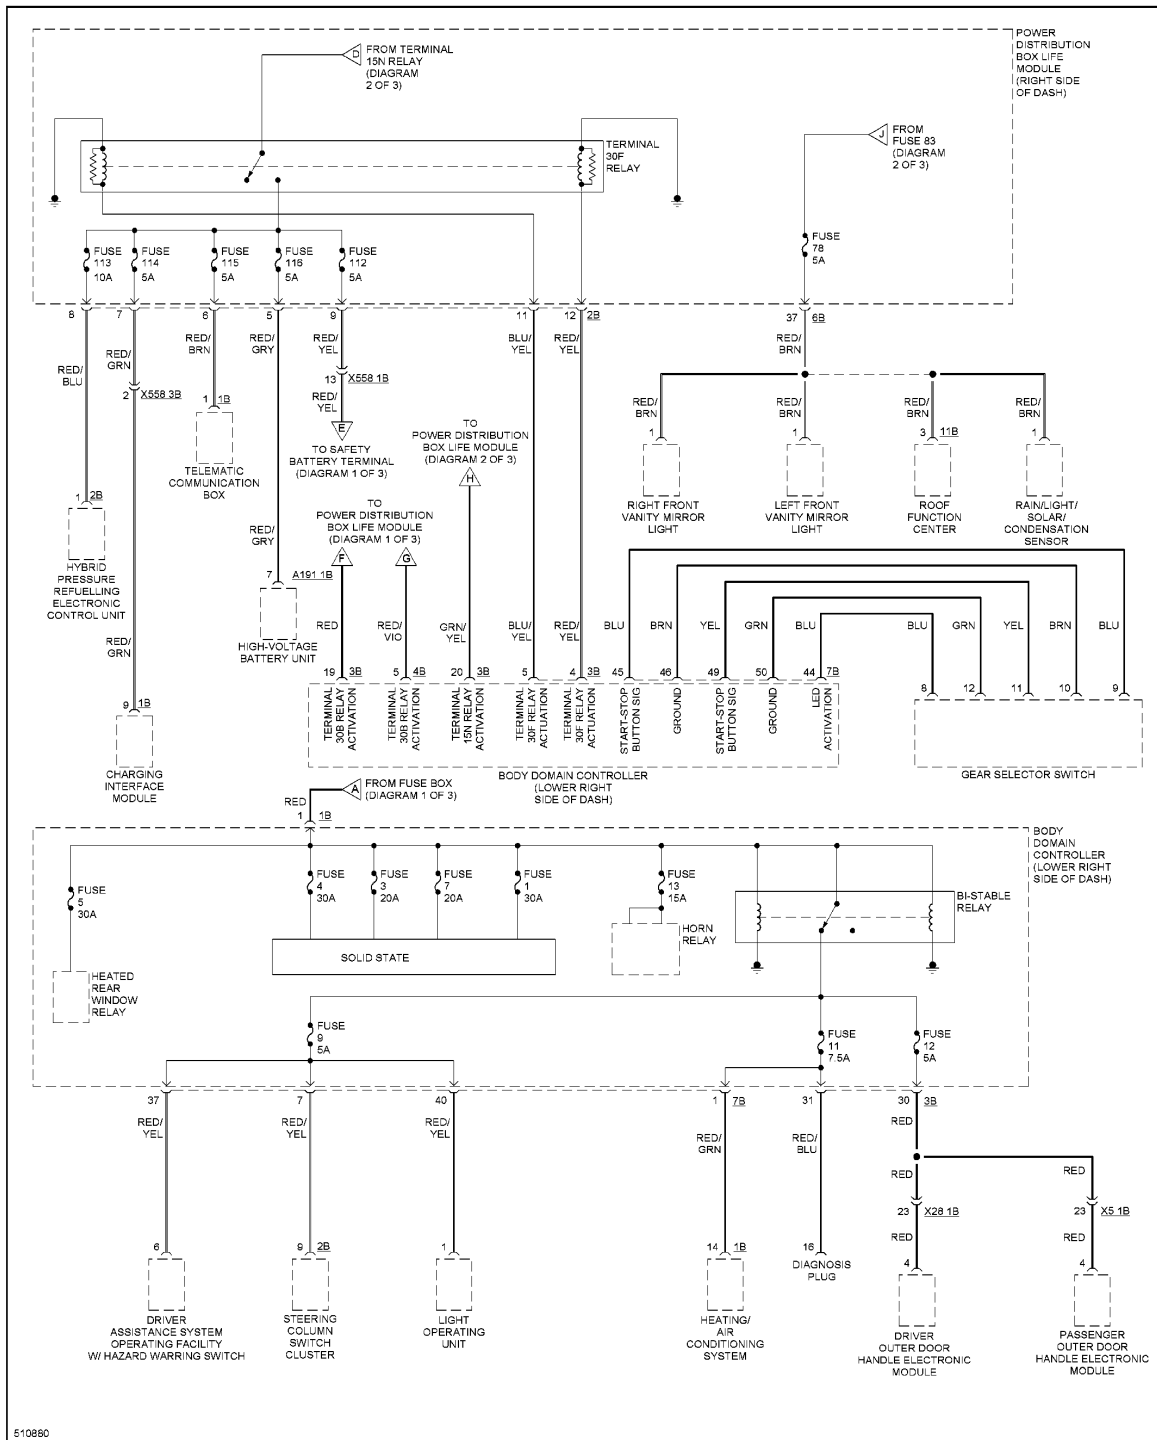 POWER
DISTRIBUTION
BOX LIFE
MODULE
(RIGHT SIDE
OF DASH)
D
FROM TERMINAL
15N RELAY
(DIAGRAM
2 OF 3)
J
FROM
FUSE 83
(DIAGRAM
2 OF 3)
TERMINAL
30F
RELAY
FUSE
113
10A
FUSE
114
5A
FUSE
115
5A
FUSE
116
5A
FUSE
112
5A
FUSE
78
5A
8
7
6
5
9
11
12
2B
37
6B
RED/
BLU
RED/
GRN
RED/
BRN
RED/
GRY
RED/
YEL
BLU/
YEL
RED/
YEL
RED/
BRN
2
X558 3B
1
1B
13
X558 1B
RED/
YEL
E
TO SAFETY
BATTERY TERMINAL
(DIAGRAM 1 OF 3)
TELEMATIC
COMMUNICATION
BOX
TO
POWER DISTRIBUTION
BOX LIFE MODULE
(DIAGRAM 2 OF 3)
H
TO
POWER DISTRIBUTION
BOX LIFE MODULE
(DIAGRAM 1 OF 3)
F
G
RED/
BRN
RED/
BRN
RED/
BRN
RED/
BRN
1
1
3
11B
1
RIGHT FRONT
VANITY MIRROR
LIGHT
LEFT FRONT
VANITY MIRROR
LIGHT
ROOF
FUNCTION
CENTER
RAIN/LIGHT/
SOLAR/
CONDENSATION
SENSOR
1
2B
HYBRID
PRESSURE
REFUELLING
ELECTRONIC
CONTROL UNIT
RED/
GRY
7
A191 1B
HIGH-VOLTAGE
BATTERY UNIT
RED/
GRN
9
1B
CHARGING
INTERFACE
MODULE
RED
RED/
VIO
GRN/
YEL
BLU/
YEL
RED/
YEL
BLU
BRN
YEL
GRN
BLU
BLU
GRN
YEL
BRN
BLU
19
3B
5
4B
20
3B
5
4
3B
45
46
49
50
44
7B
8
12
11
10
9
TERMINAL
30B RELAY
ACTIVATION
TERMINAL
30B RELAY
ACTIVATION
TERMINAL
15N RELAY
ACTIVATION
TERMINAL
30F RELAY
ACTUATION
TERMINAL
30F RELAY
ACTUATION
START-STOP
BUTTON SIG
GROUND
START-STOP
BUTTON SIG
GROUND
LED
ACTIVATION
BODY DOMAIN CONTROLLER
(LOWER RIGHT
SIDE OF DASH)
GEAR SELECTOR SWITCH
A
FROM FUSE BOX
(DIAGRAM 1 OF 3)
RED
1
1B
BODY
DOMAIN
CONTROLLER
(LOWER RIGHT
SIDE OF DASH)
FUSE
5
30A
FUSE
4
30A
FUSE
3
20A
FUSE
7
20A
FUSE
1
30A
FUSE
13
15A
BI-STABLE
RELAY
HORN
RELAY
SOLID STATE
HEATED
REAR
WINDOW
RELAY
FUSE
9
5A
FUSE
11
7.5A
FUSE
12
5A
37
7
40
1
7B
31
30
3B
RED/
YEL
RED/
YEL
RED/
YEL
RED/
GRN
RED/
BLU
RED
RED
RED
23
X28 1B
23
X5 1B
RED
RED
6
9
2B
1
14
1B
16
4
4
DIAGNOSIS
PLUG
DRIVER
ASSISTANCE SYSTEM
OPERATING FACILITY
W/ HAZARD WARRING SWITCH
STEERING
COLUMN
SWITCH
CLUSTER
LIGHT
OPERATING
UNIT
HEATING/
AIR
CONDITIONING
SYSTEM
DRIVER
OUTER DOOR
HANDLE ELECTRONIC
MODULE
PASSENGER
OUTER DOOR
HANDLE ELECTRONIC
MODULE
510880